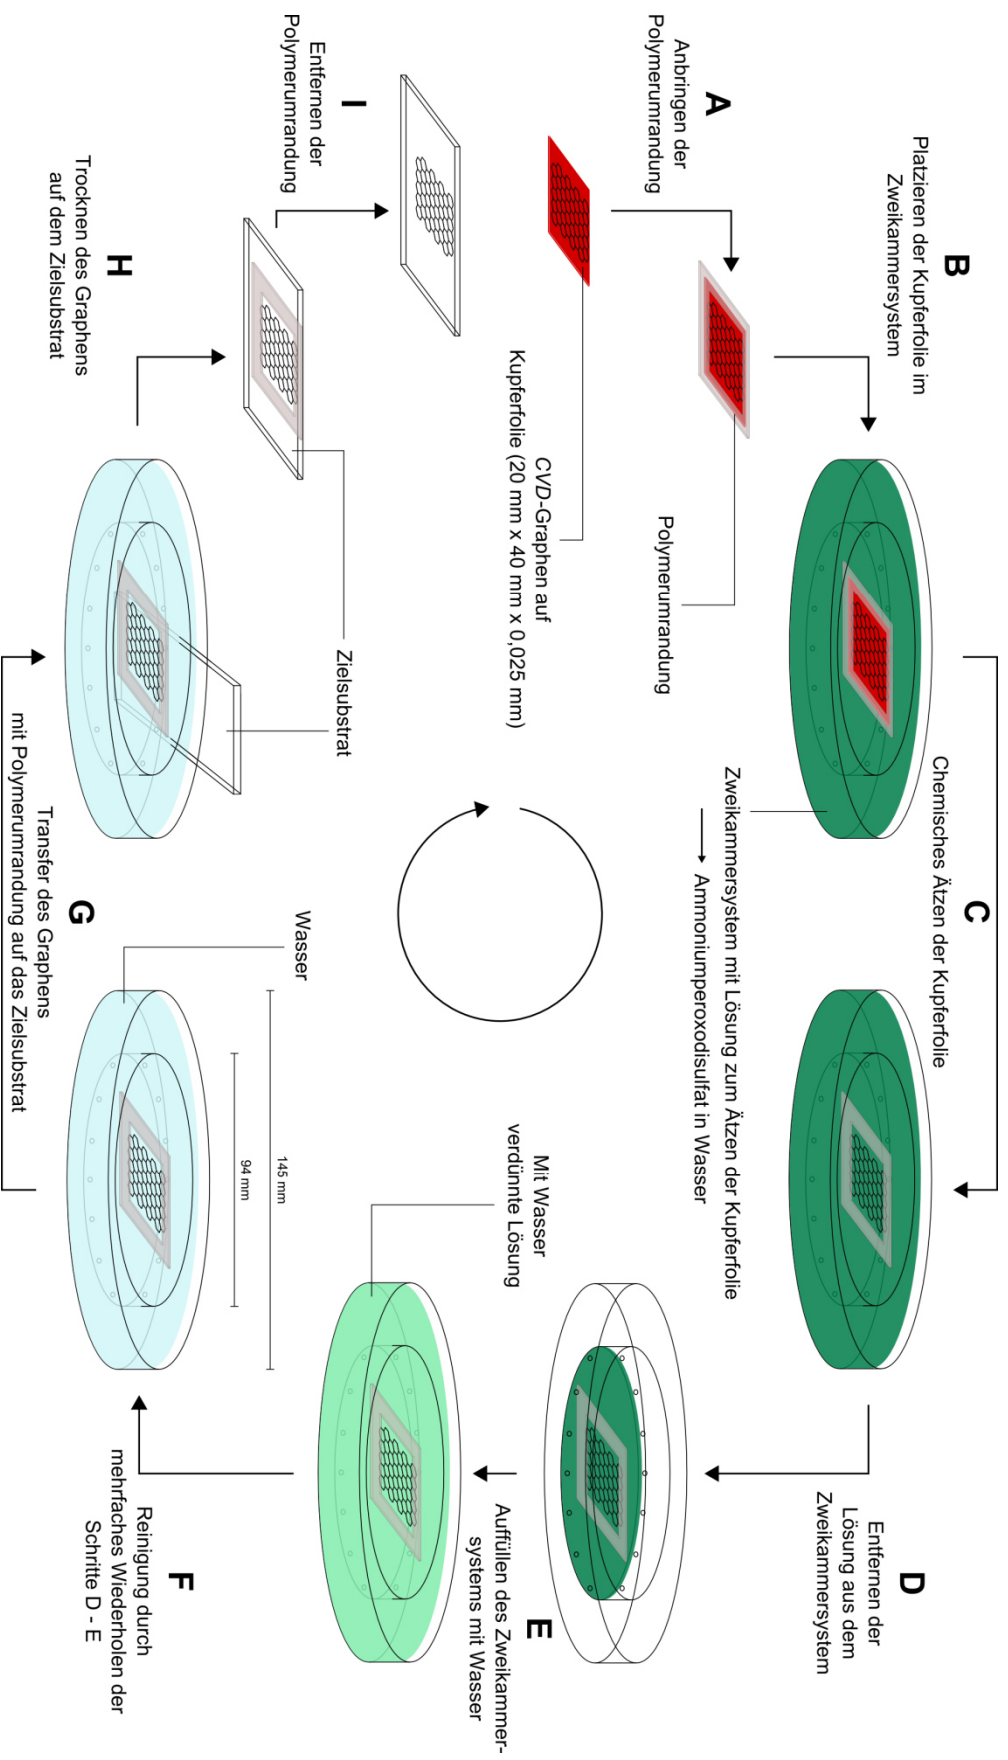 A
Anbringen der
Polymerumrandung
B
Platzieren der Kupferfolie im
Zweikammersystem
C
Chemisches Ätzen der Kupferfolie
D
Entfernen der
Lösung aus dem
Zweikammersystem
E
Auffüllen des Zweikammer-
systems mit Wasser
F
Reinigung durch
mehrfaches Wiederholen der
Schritte D - E
G
Transfer des Graphens
mit Polymerumrandung auf das Zielsubstrat
H
Trocknen des Graphens
auf dem Zielsubstrat
I
Entfernen der
Polymerumrandung
CVD-Graphen auf
Kupferfolie (20 mm x 40 mm x 0,025 mm)
Polymerumrandung
Zweikammersystem mit Lösung zum Ätzen der Kupferfolie
Ammoniumperoxodisulfat in Wasser
Mit Wasser
verdünnte Lösung
Wasser
145 mm
94 mm
Zielsubstrat